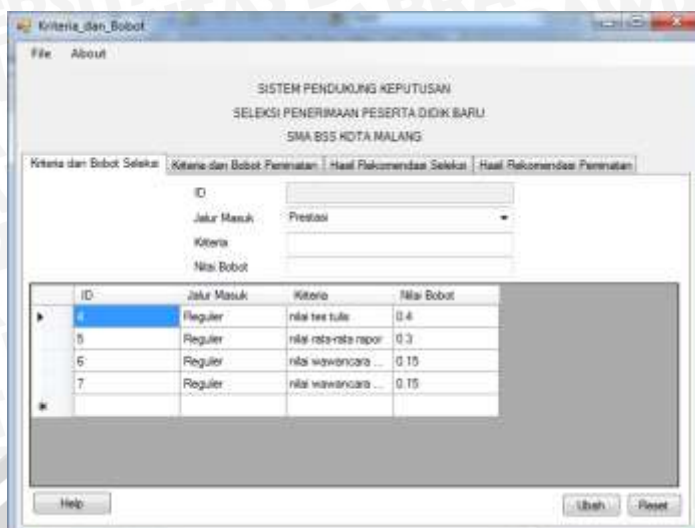 Kriteria_dan_Bobot
File About
SISTEM PENDUKUNG KEPUTUSAN
SELEKSI PENERIMAAN PESERTA DIDIK BARU
SMA BSS KOTA MALANG
Kriteria dan Bobot Seleksi Kriteria dan Bobot Peminatan Hasil Rekomendasi Seleksi Hasil Rekomendasi Peminatan
ID
Jalur Masuk Prestasi
Kriteria
Nilai Bobot
ID Jalur Masuk Kriteria Nilai Bobot
4 Reguler nilai tes tulis 0.4
5 Reguler nilai rata-rata rapor 0.3
6 Reguler nilai wawancara ... 0.15
7 Reguler nilai wawancara ... 0.15
Help Ubah Reset